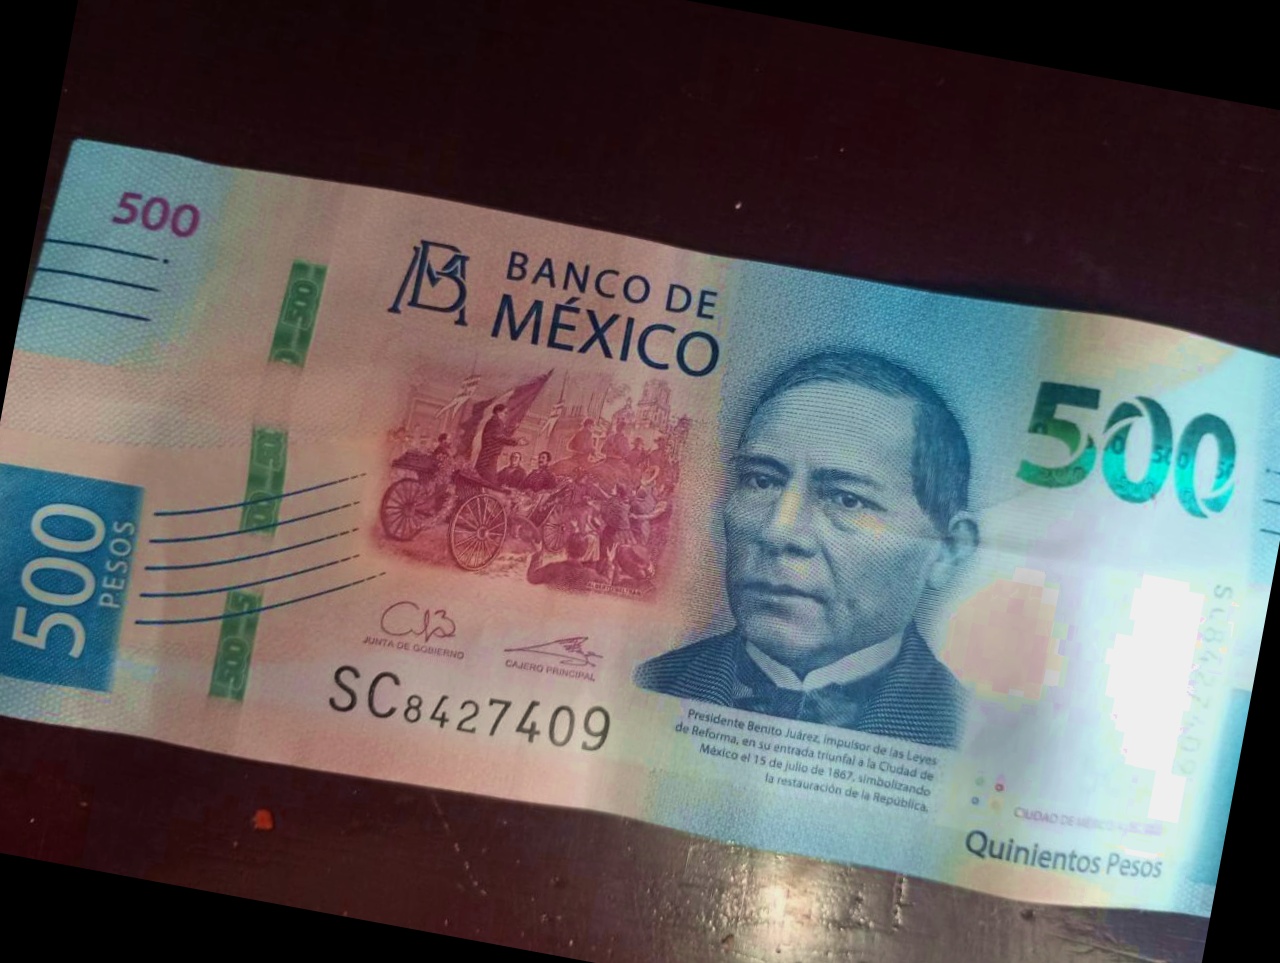 500
BANCO DE
MÉXICO
500
500
PESOS
JUNTA DE GOBIERNO
CAJERO PRINCIPAL
SC8427409
Presidente Benito Juárez, impulsor de las Leyes
de Reforma, en su entrada triunfal a la Ciudad de
México el 15 de julio de 1867, simbolizando
la restauración de la República.
SC8427409
CIUDAD DE MÉXICO
Quinientos Pesos